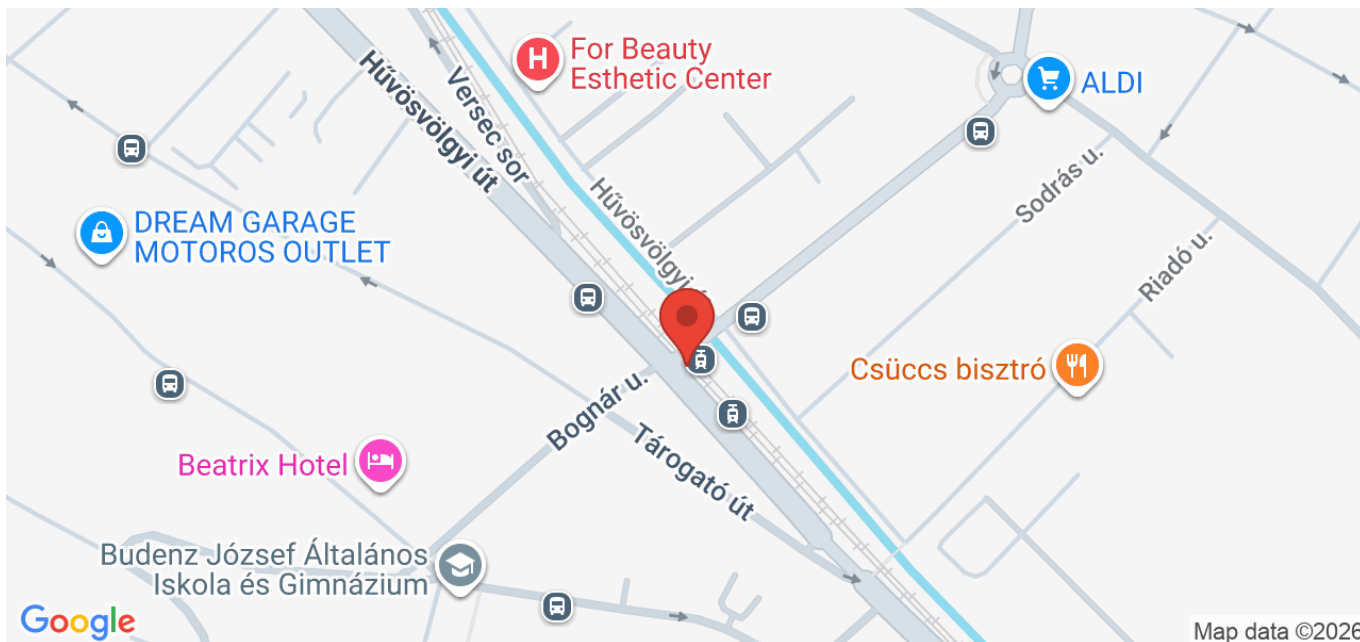 For Beauty
Esthetic Center
ALDI
Hűvösvölgyi út
Versec sor
Hűvösvölgyi
Sodrás u.
Riadó u.
DREAM GARAGE
MOTOROS OUTLET
Csüccs bisztró
Bognár u.
Tárogató út
Beatrix Hotel
Budenz József Általános
Iskola és Gimnázium
Google
Map data ©2026